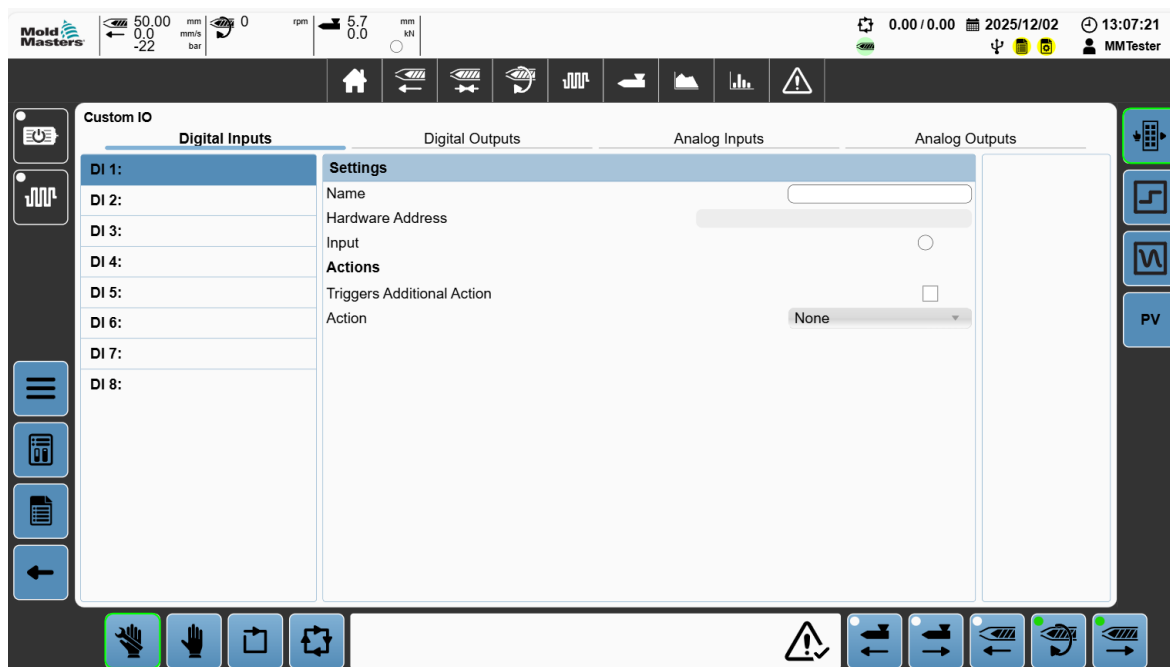 Mold
Masters
50.00 mm
0.0 mm/s
-22 bar
0 rpm
5.7 mm
0.0 kN
0.00 / 0.00 2025/12/02 13:07:21
MMTester
Custom IO
Digital Inputs Digital Outputs Analog Inputs Analog Outputs
DI 1:
DI 2:
DI 3:
DI 4:
DI 5:
DI 6:
DI 7:
DI 8:
Settings
Name
Hardware Address
Input
Actions
Triggers Additional Action
Action None
PV